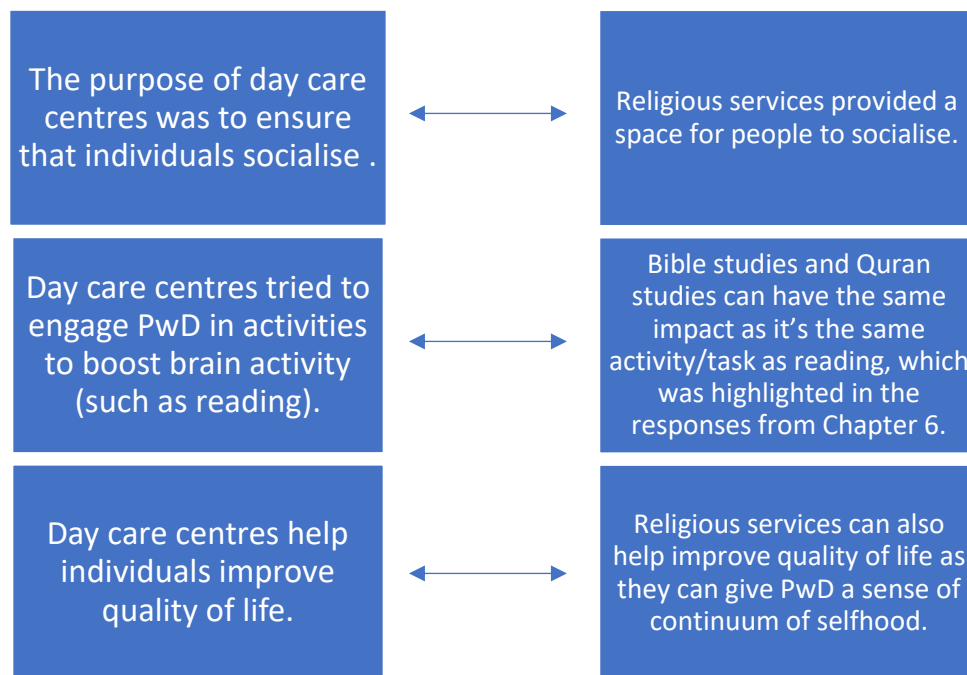 The purpose of day care
centres was to ensure
that individuals socialise .
Religious services provided a
space for people to socialise.
Day care centres tried to
engage PwD in activities
to boost brain activity
(such as reading).
Bible studies and Quran
studies can have the same
impact as it’s the same
activity/task as reading, which
was highlighted in the
responses from Chapter 6.
Day care centres help
individuals improve
quality of life.
Religious services can also
help improve quality of life as
they can give PwD a sense of
continuum of selfhood.